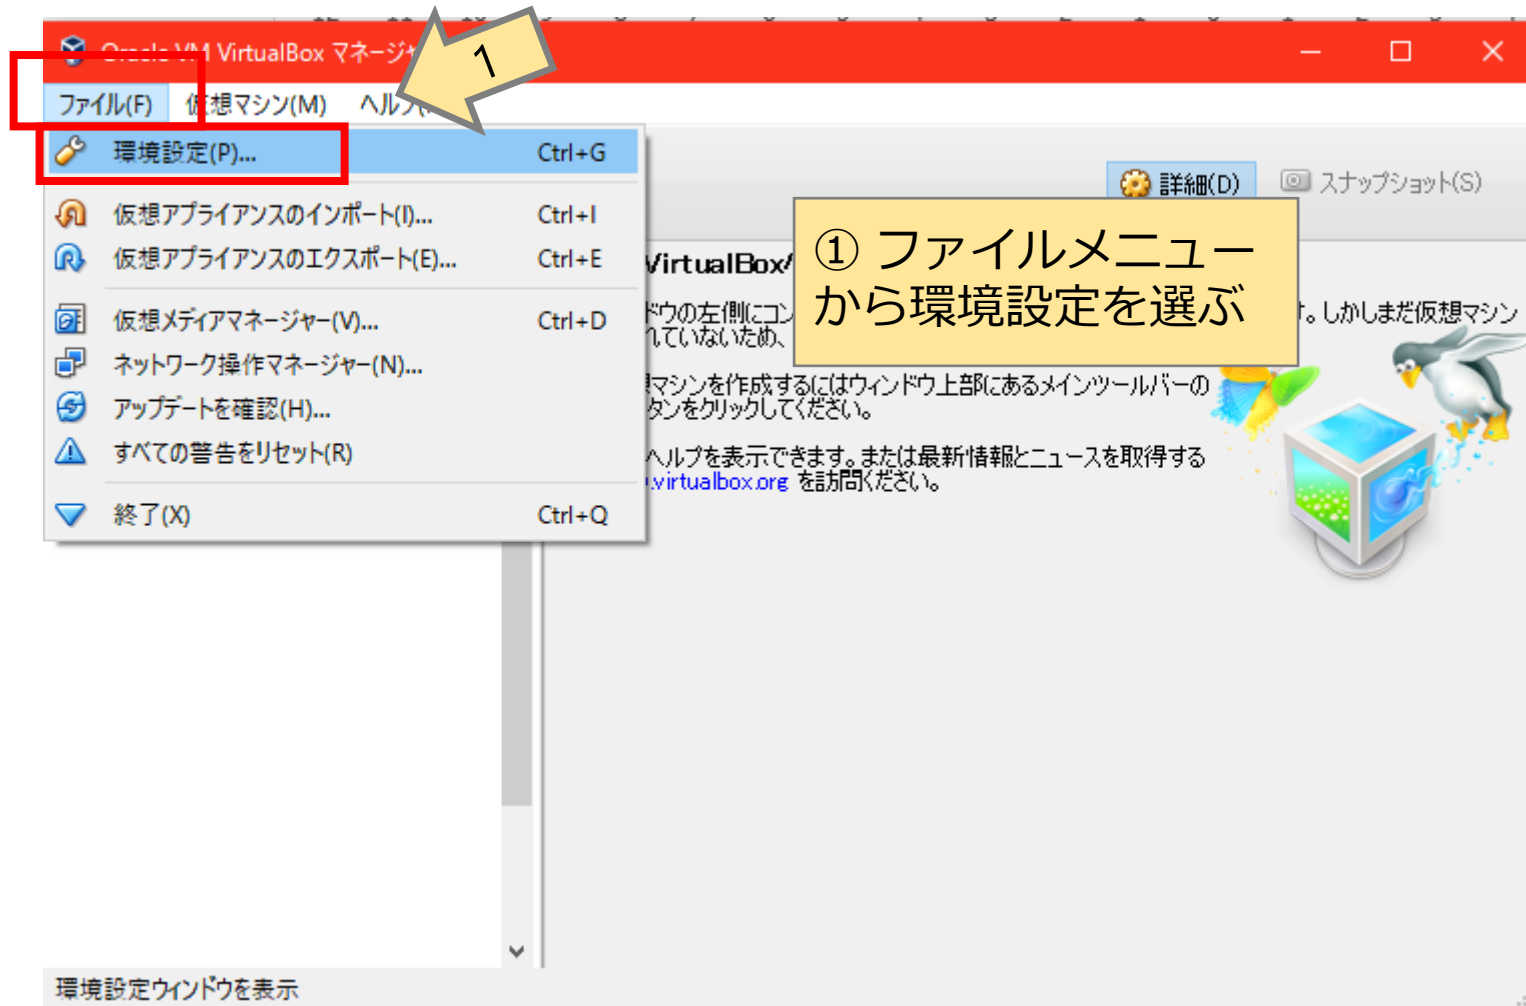 Oracle VM VirtualBox マネージャ
1
ファイル(F) 仮想マシン(M) ヘルプ(
環境設定(P)... Ctrl+G
仮想アプライアンスのインポート(I)... Ctrl+I
仮想アプライアンスのエクスポート(E)... Ctrl+E
仮想メディアマネージャー(V)... Ctrl+D
ネットワーク操作マネージャー(N)...
アップデートを確認(H)...
すべての警告をリセット(R)
終了(X) Ctrl+Q
詳細(D) スナップショット(S)
① ファイルメニュー
から環境設定を選ぶ
VirtualBox/
ドウの左側にコン す。しかしまだ仮想マシン
れていないため、
想マシンを作成するにはウィンドウ上部にあるメインツールバーの
タンをクリックしてください。
ヘルプを表示できます。または最新情報とニュースを取得する
.virtualbox.org を訪問ください。
環境設定ウィンドウを表示